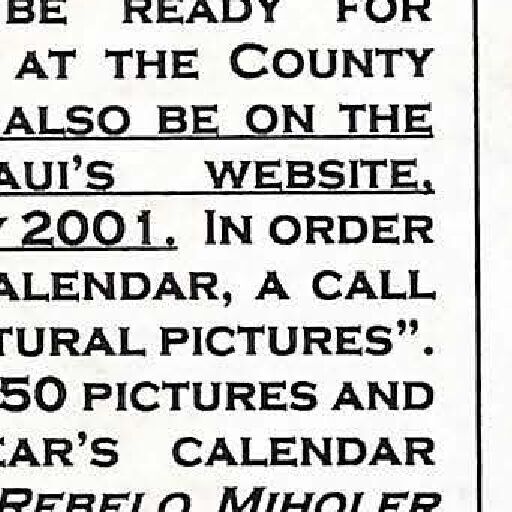 BE READY FOR
AT THE COUNTY
ALSO BE ON THE
AUI'S WEBSITE,
2001. IN ORDER
ALENDAR, A CALL
TURAL PICTURES".
50 PICTURES AND
EAR'S CALENDAR
REBELO MIHOLER